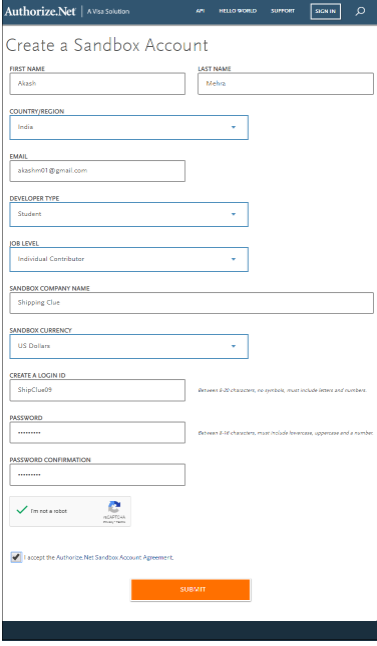 Authorize.Net | A Visa Solution
API HELLO WORLD SUPPORT SIGN IN
Create a Sandbox Account
FIRST NAME LAST NAME
Akash Mehra
COUNTRY/REGION
India
EMAIL
akashm01@gmail.com
DEVELOPER TYPE
Student
JOB LEVEL
Individual Contributor
SANDBOX COMPANY NAME
Shipping Clue
SANDBOX CURRENCY
US Dollars
CREATE A LOGIN ID
ShipClue09 Between 8-20 characters, no symbols, must include letters and numbers.
PASSWORD
••••••••• Between 8-16 characters, must include lowercase, uppercase and a number.
PASSWORD CONFIRMATION
•••••••••
I'm not a robot
reCAPTCHA
Privacy - Terms
I accept the Authorize.Net Sandbox Account Agreement.
SUBMIT